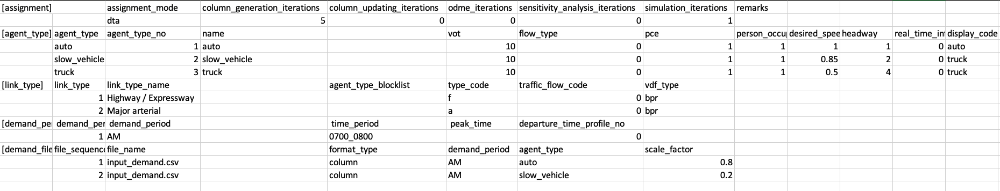 [assignment] assignment_mode column_generation_iterations column_updating_iterations odme_iterations sensitivity_analysis_iterations simulation_iterations remarks
dta 5 0 0 0 1
[agent_type] agent_type agent_type_no name vot flow_type pce person_occu desired_spee headway real_time_inf display_code
auto 1 auto 10 0 1 1 1 1 0 auto
slow_vehicle 2 slow_vehicle 10 0 1 1 0.85 2 0 truck
truck 3 truck 10 0 1 1 0.5 4 0 truck
[link_type] link_type link_type_name agent_type_blocklist type_code traffic_flow_code vdf_type
1 Highway / Expressway f 0 bpr
2 Major arterial a 0 bpr
[demand_per demand_per demand_period time_period peak_time departure_time_profile_no
1 AM 0700_0800 0
[demand_file file_sequence file_name format_type demand_period agent_type scale_factor
1 input_demand.csv column AM auto 0.8
2 input_demand.csv column AM slow_vehicle 0.2